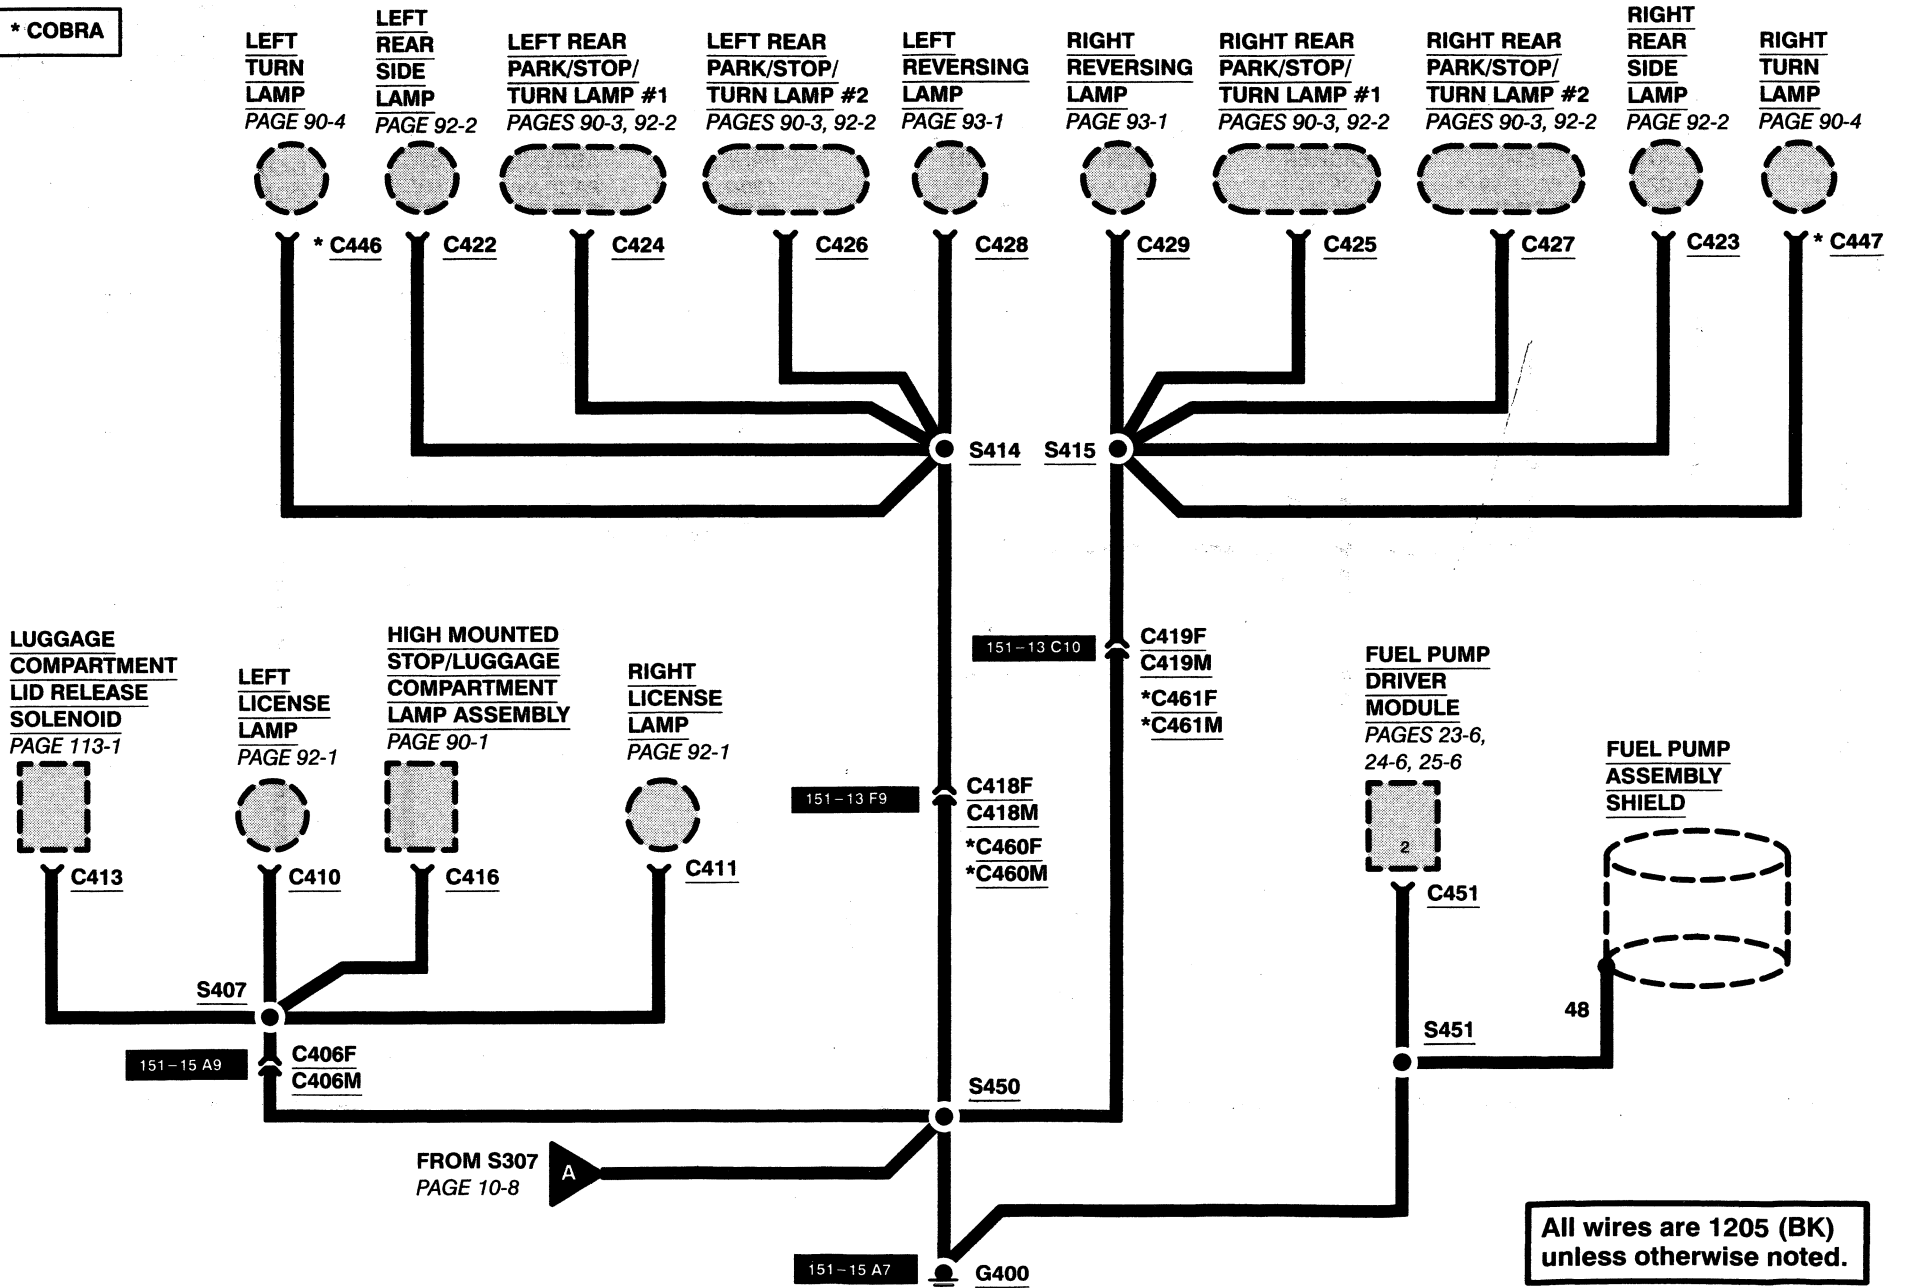 * COBRA
LEFT
TURN
LAMP
PAGE 90-4
LEFT
REAR
SIDE
LAMP
PAGE 92-2
LEFT REAR
PARK/STOP/
TURN LAMP #1
PAGES 90-3, 92-2
LEFT REAR
PARK/STOP/
TURN LAMP #2
PAGES 90-3, 92-2
LEFT
REVERSING
LAMP
PAGE 93-1
RIGHT
REVERSING
LAMP
PAGE 93-1
RIGHT REAR
PARK/STOP/
TURN LAMP #1
PAGES 90-3, 92-2
RIGHT REAR
PARK/STOP/
TURN LAMP #2
PAGES 90-3, 92-2
RIGHT
REAR
SIDE
LAMP
PAGE 92-2
RIGHT
TURN
LAMP
PAGE 90-4
* C446
C422
C424
C426
C428
C429
C425
C427
C423
* C447
S414
S415
LUGGAGE
COMPARTMENT
LID RELEASE
SOLENOID
PAGE 113-1
LEFT
LICENSE
LAMP
PAGE 92-1
HIGH MOUNTED
STOP/LUGGAGE
COMPARTMENT
LAMP ASSEMBLY
PAGE 90-1
RIGHT
LICENSE
LAMP
PAGE 92-1
151-13 C10
C419F
C419M
*C461F
*C461M
151-13 F9
C418F
C418M
*C460F
*C460M
FUEL PUMP
DRIVER
MODULE
PAGES 23-6,
24-6, 25-6
2
FUEL PUMP
ASSEMBLY
SHIELD
C413
C410
C416
C411
C451
S407
48
S451
151-15 A9
C406F
C406M
S450
FROM S307
PAGE 10-8
A
151-15 A7
G400
All wires are 1205 (BK)
unless otherwise noted.